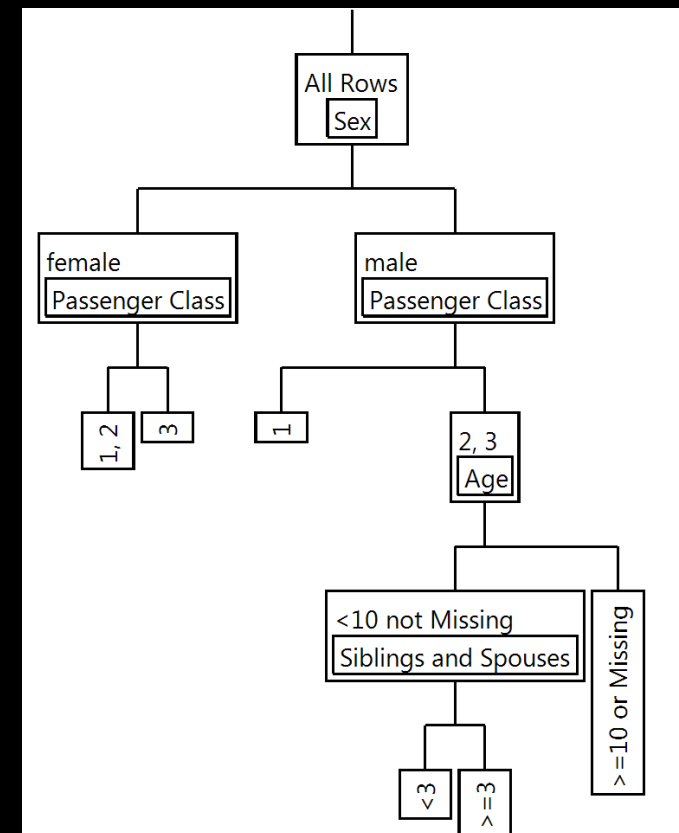 All Rows
Sex
female
Passenger Class
male
Passenger Class
1, 2
3
1
2, 3
Age
<10 not Missing
Siblings and Spouses
>=10 or Missing
<3
>=3